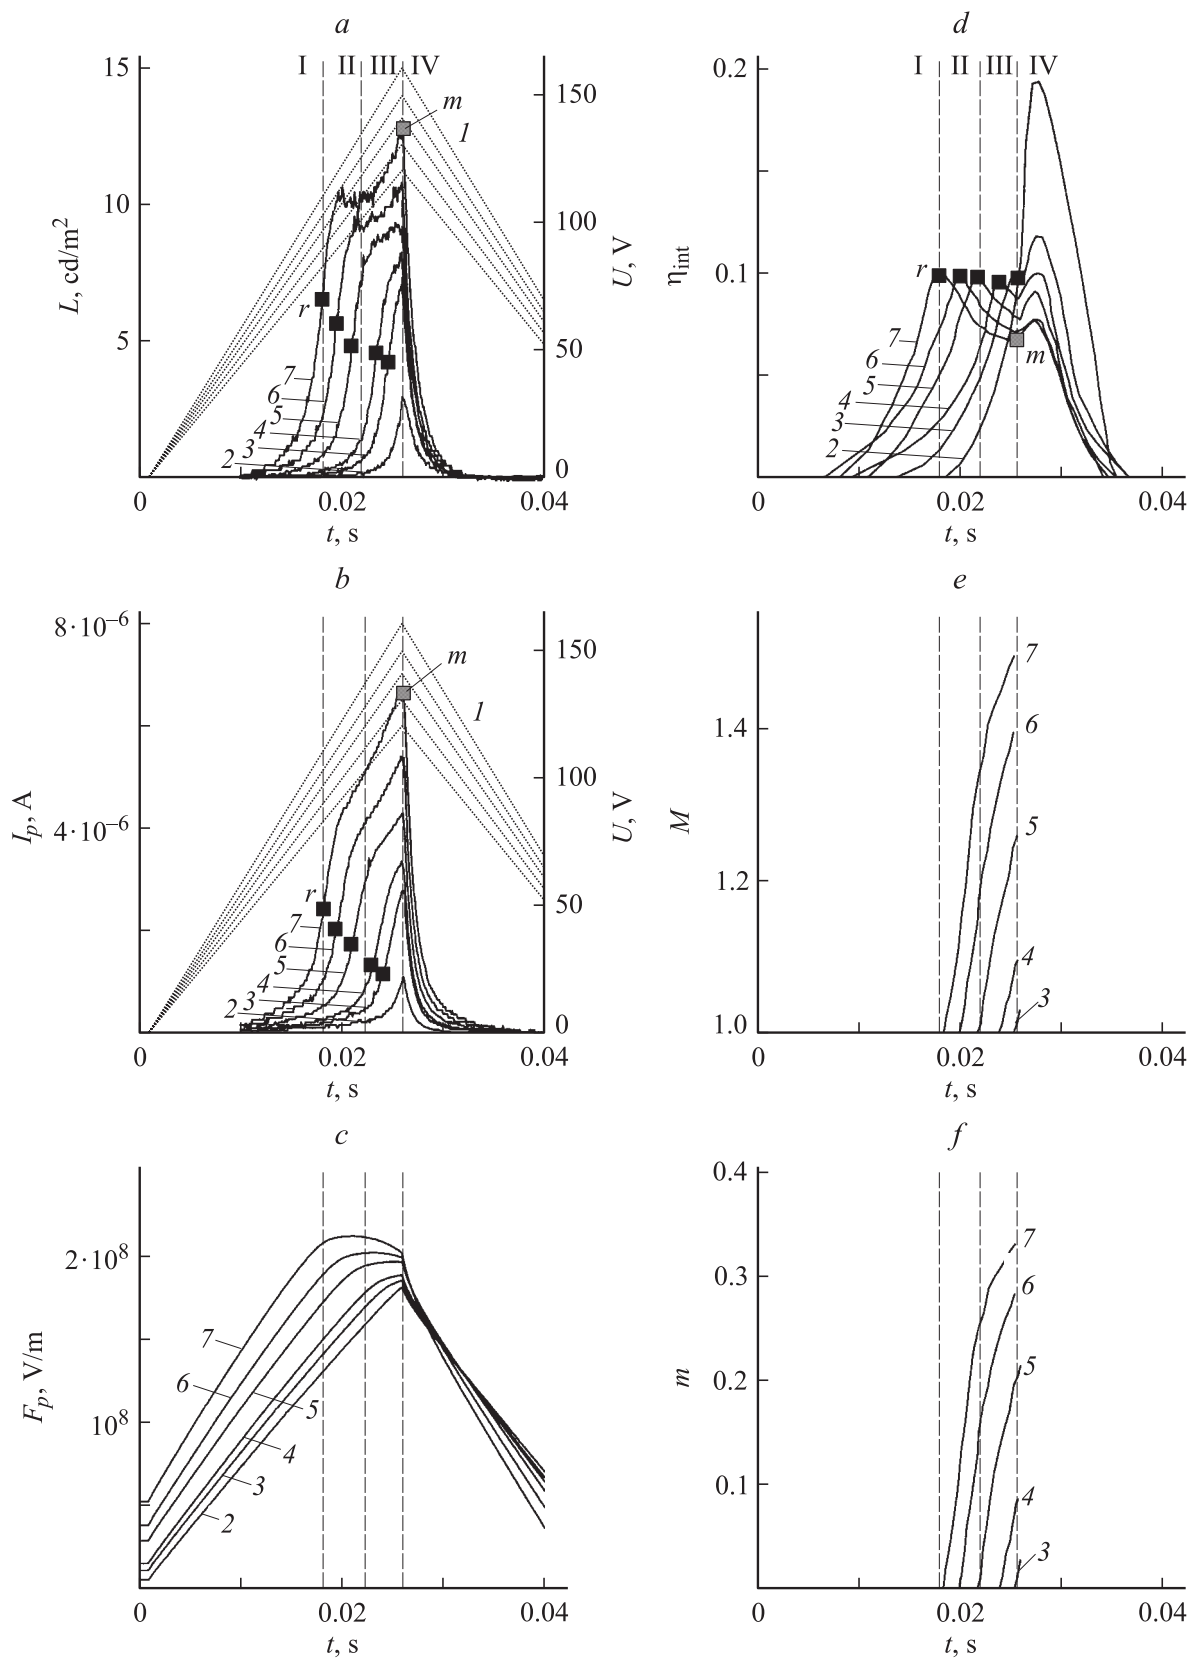 a
I II III IV
15
10
5
L, cd/m²
150
100
50
0
U, V
m
1
r
7
6
5
4
3
2
0 0.02 0.04
t, s
d
I II III IV
0.2
0.1
ηint
r
m
7
6
5
4
3
2
0 0.02 0.04
t, s
b
8·10⁻⁶
4·10⁻⁶
Iₚ, A
150
100
50
0
U, V
m
1
r
7
6
5
4
3
2
0 0.02 0.04
t, s
e
1.4
1.2
1.0
M
7
6
5
4
3
0 0.02 0.04
t, s
c
2·10⁸
10⁸
Fₚ, V/m
7
6
5
4
3
2
0 0.02 0.04
t, s
f
0.4
0.3
0.2
0.1
m
7
6
5
4
3
0 0.02 0.04
t, s